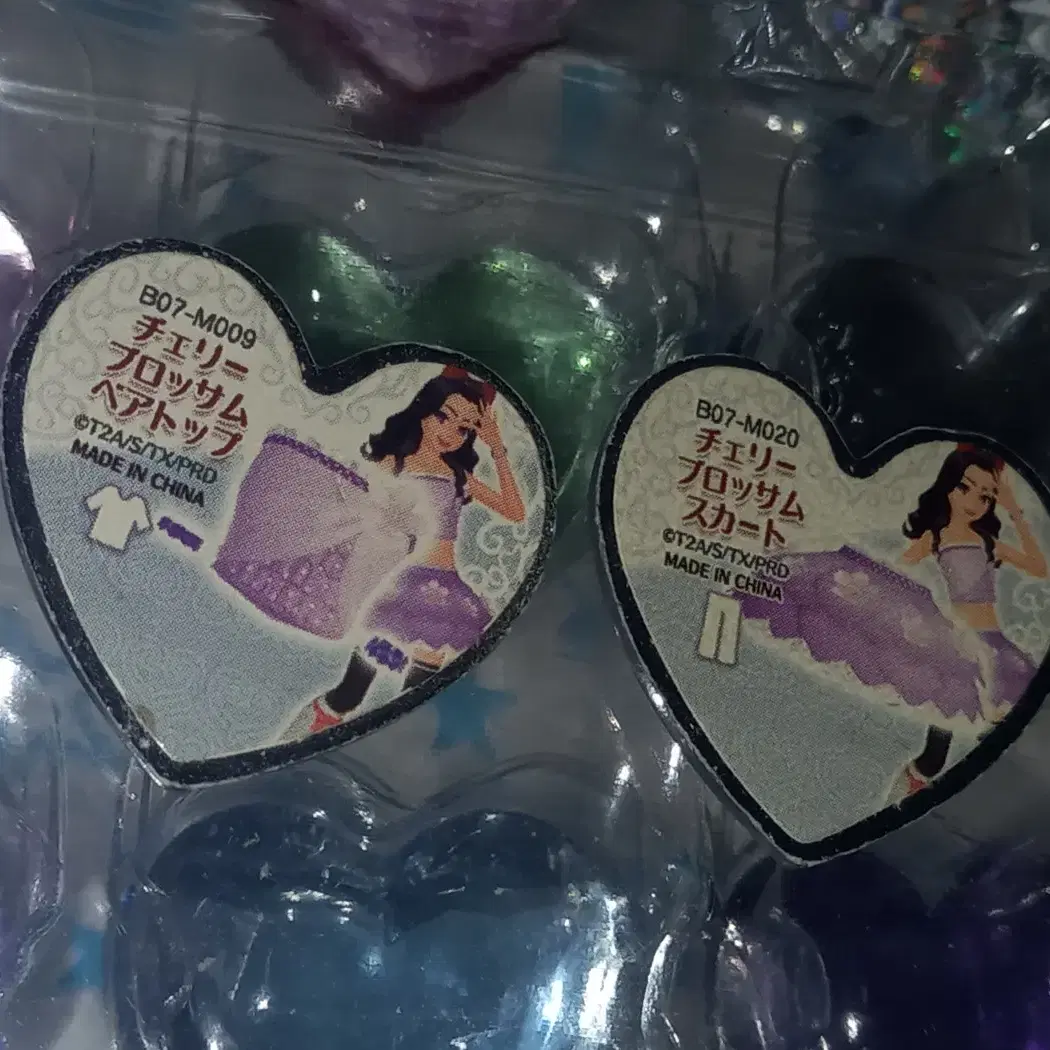 B07-M009
チェリー
ブロッサム
ベアトップ
©T2A/S/TX/PRD
MADE IN CHINA
B07-M020
チェリー
ブロッサム
スカート
©T2A/S/TX/PRD
MADE IN CHINA